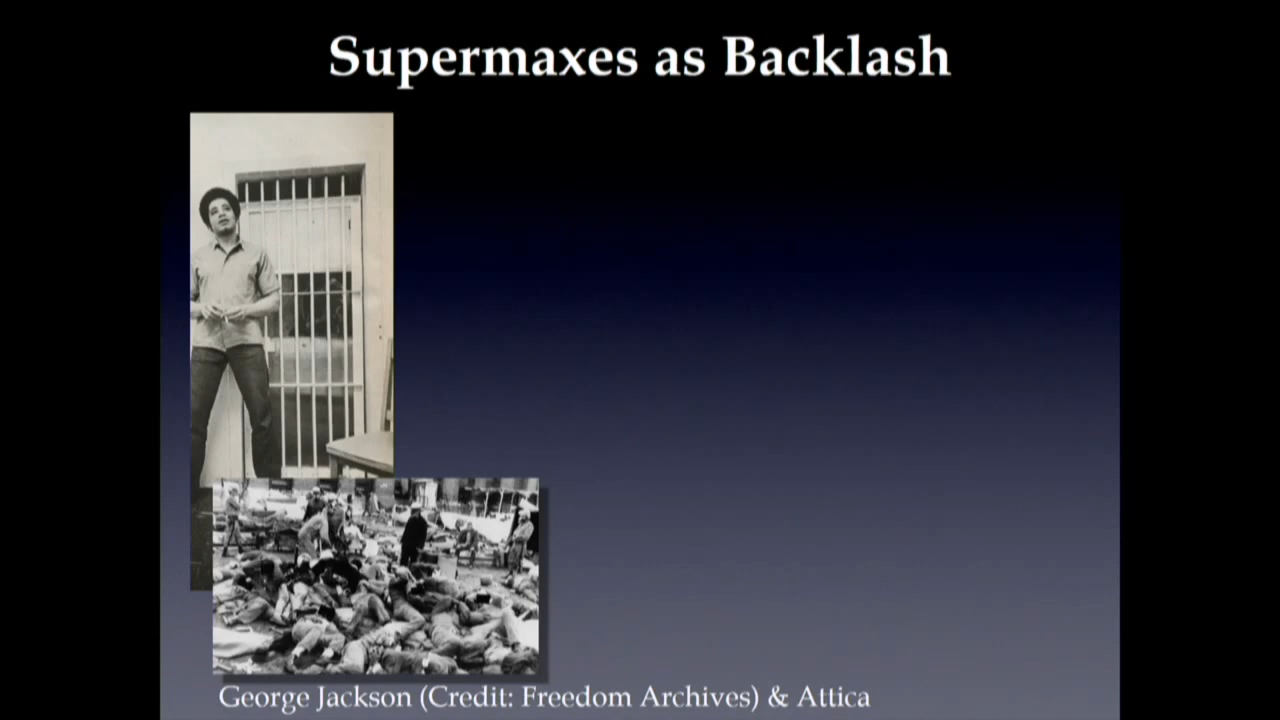 Supermaxes as Backlash
George Jackson (Credit: Freedom Archives) & Attica